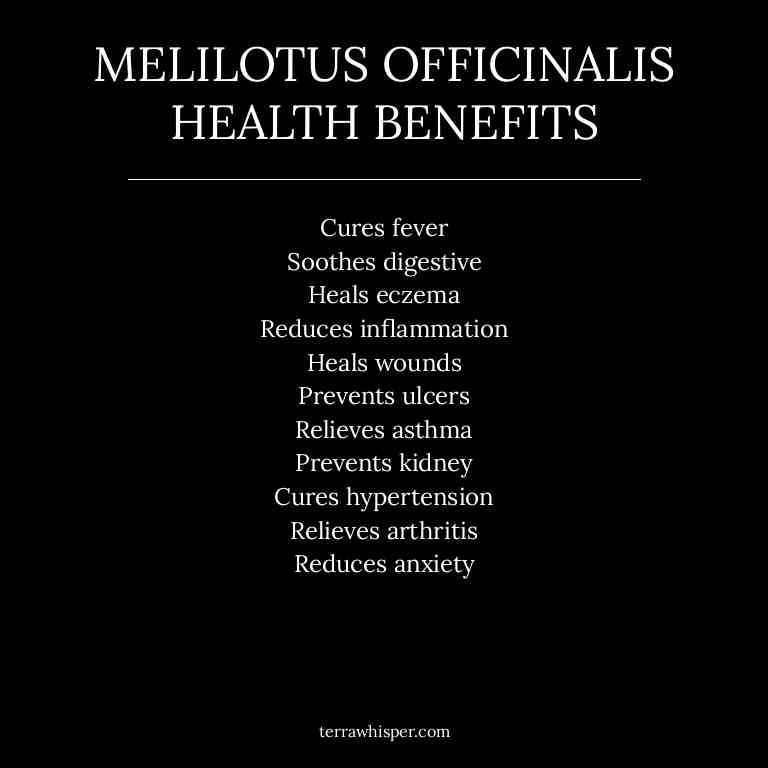 MELILOTUS OFFICINALIS
HEALTH BENEFITS
Cures fever
Soothes digestive
Heals eczema
Reduces inflammation
Heals wounds
Prevents ulcers
Relieves asthma
Prevents kidney
Cures hypertension
Relieves arthritis
Reduces anxiety
terrawhisper.com